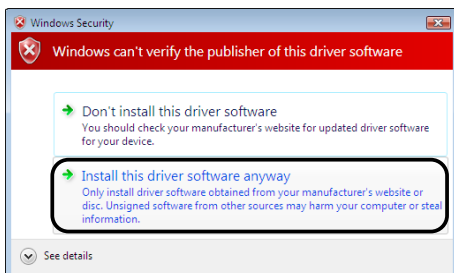 Windows Security
Windows can't verify the publisher of this driver software
Don't install this driver software
You should check your manufacturer's website for updated driver software
for your device.
Install this driver software anyway
Only install driver software obtained from your manufacturer's website or
disc. Unsigned software from other sources may harm your computer or steal
information.
See details